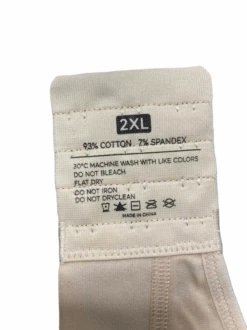 2XL
93% COTTON . 7% SPANDEX
30°C MACHINE WASH WITH LIKE COLORS
DO NOT BLEACH
FLAT DRY
DO NOT IRON
DO NOT DRYCLEAN
MADE IN CHINA